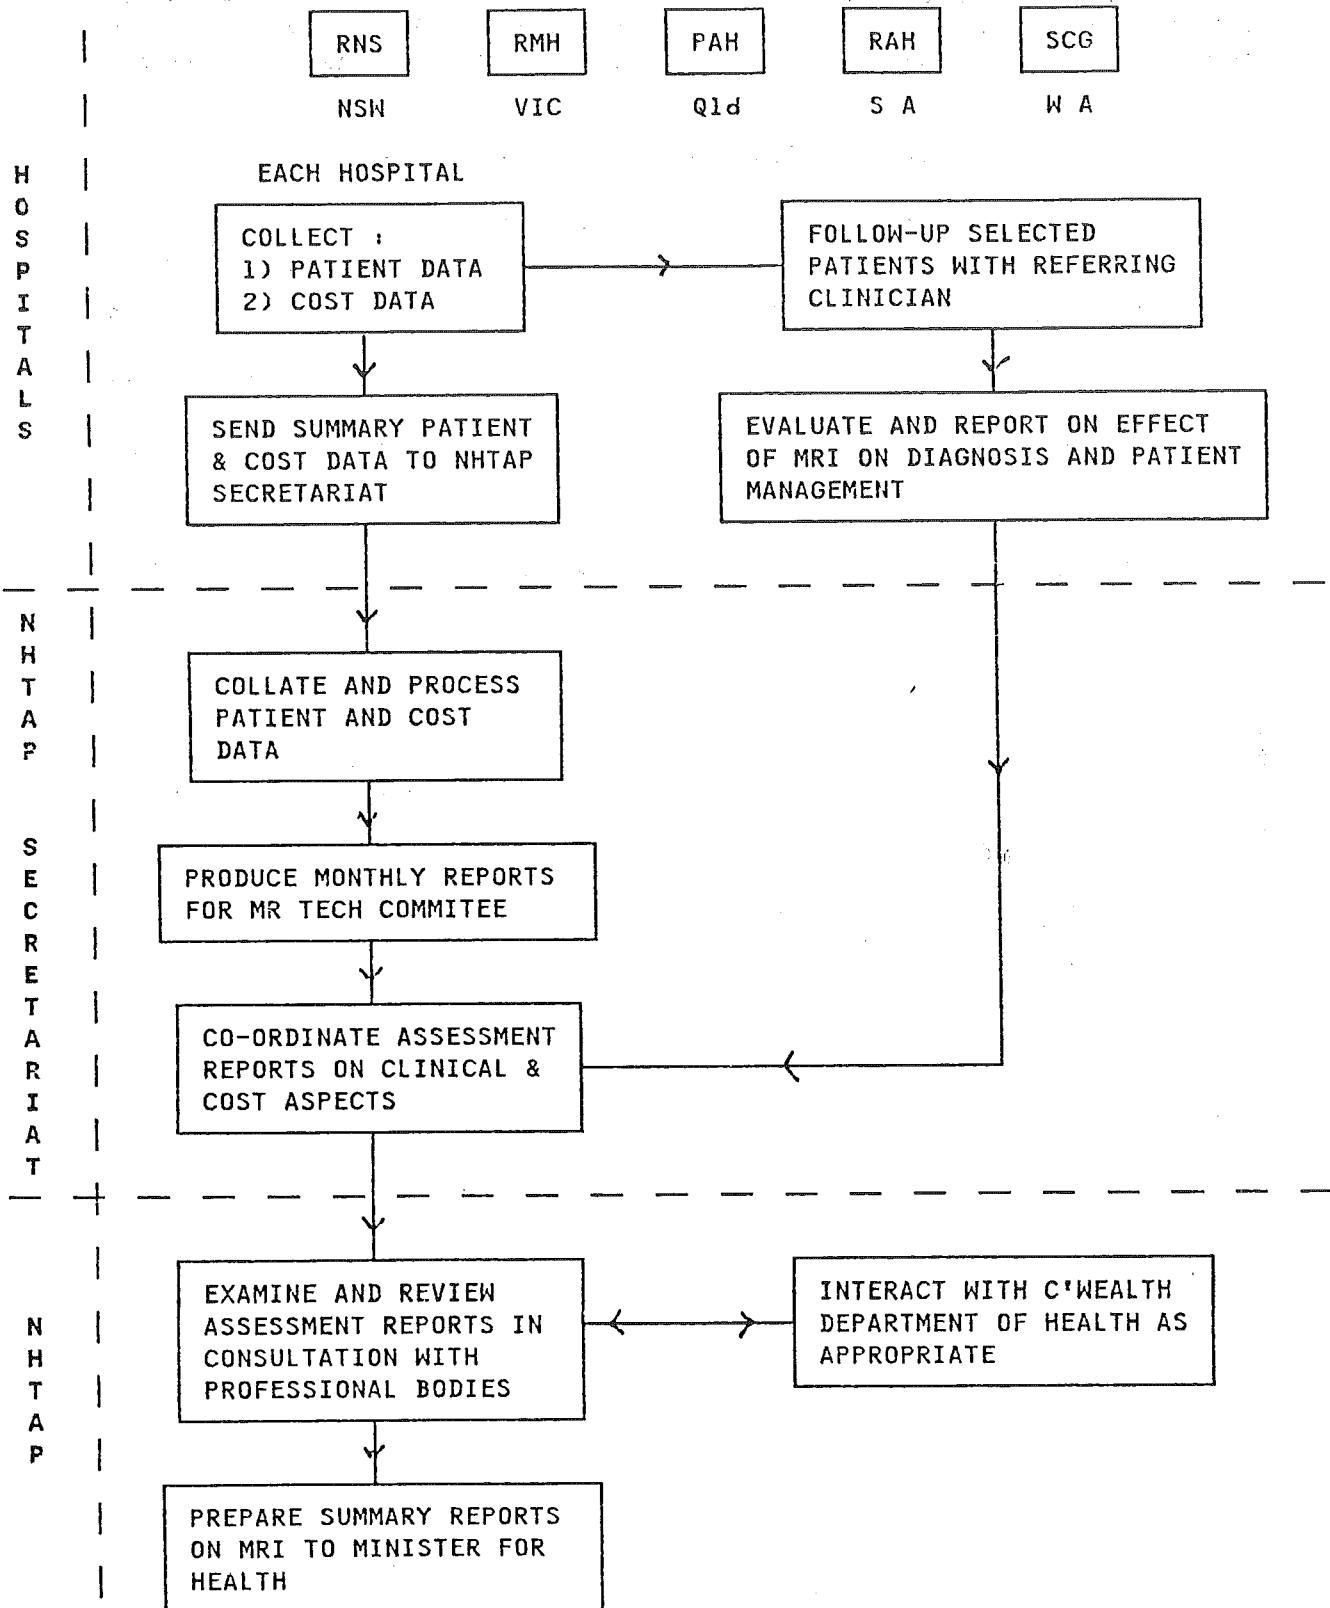 RNS RMH PAH RAH SCG
NSW VIC Qld S A W A
HOSPITALS
EACH HOSPITAL
COLLECT :
1) PATIENT DATA
2) COST DATA
FOLLOW-UP SELECTED
PATIENTS WITH REFERRING
CLINICIAN
SEND SUMMARY PATIENT
& COST DATA TO NHTAP
SECRETARIAT
EVALUATE AND REPORT ON EFFECT
OF MRI ON DIAGNOSIS AND PATIENT
MANAGEMENT
NHTAP SECRETARIAT
COLLATE AND PROCESS
PATIENT AND COST
DATA
PRODUCE MONTHLY REPORTS
FOR MR TECH COMMITEE
CO-ORDINATE ASSESSMENT
REPORTS ON CLINICAL &
COST ASPECTS
NHTAP
EXAMINE AND REVIEW
ASSESSMENT REPORTS IN
CONSULTATION WITH
PROFESSIONAL BODIES
INTERACT WITH C'WEALTH
DEPARTMENT OF HEALTH AS
APPROPRIATE
PREPARE SUMMARY REPORTS
ON MRI TO MINISTER FOR
HEALTH